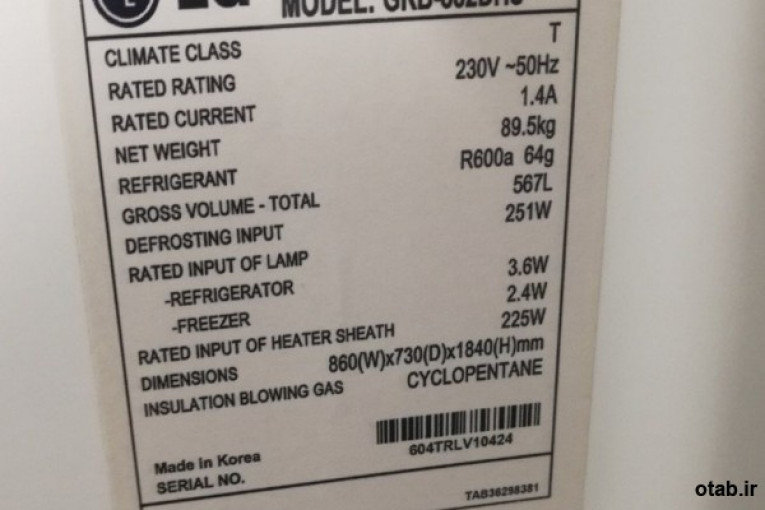 LG MODEL:
CLIMATE CLASS T
RATED RATING 230V ~50Hz
RATED CURRENT 1.4A
NET WEIGHT 89.5kg
REFRIGERANT R600a 64g
GROSS VOLUME - TOTAL 567L
DEFROSTING INPUT 251W
RATED INPUT OF LAMP
-REFRIGERATOR 3.6W
-FREEZER 2.4W
RATED INPUT OF HEATER SHEATH 225W
DIMENSIONS 860(W)x730(D)x1840(H)mm
INSULATION BLOWING GAS CYCLOPENTANE
604TRLV10424
Made in Korea
SERIAL NO.
TAB36298381
otab.ir